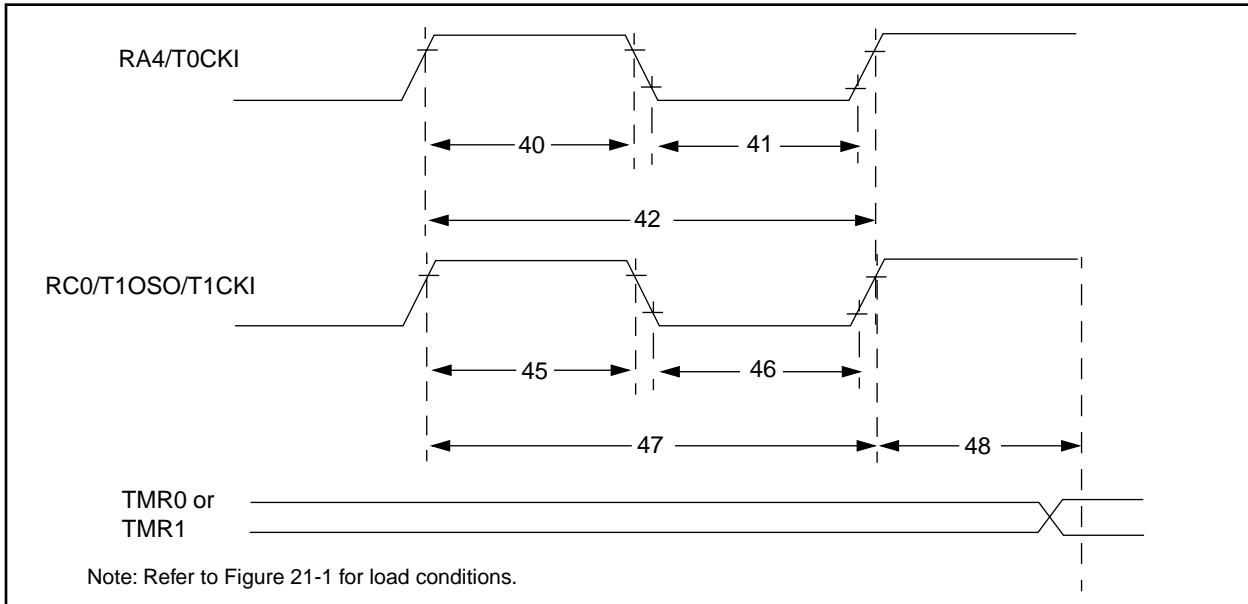 RA4/T0CKI
40
41
42
RC0/T1OSO/T1CKI
45
46
47
48
TMR0 or
TMR1
Note: Refer to Figure 21-1 for load conditions.